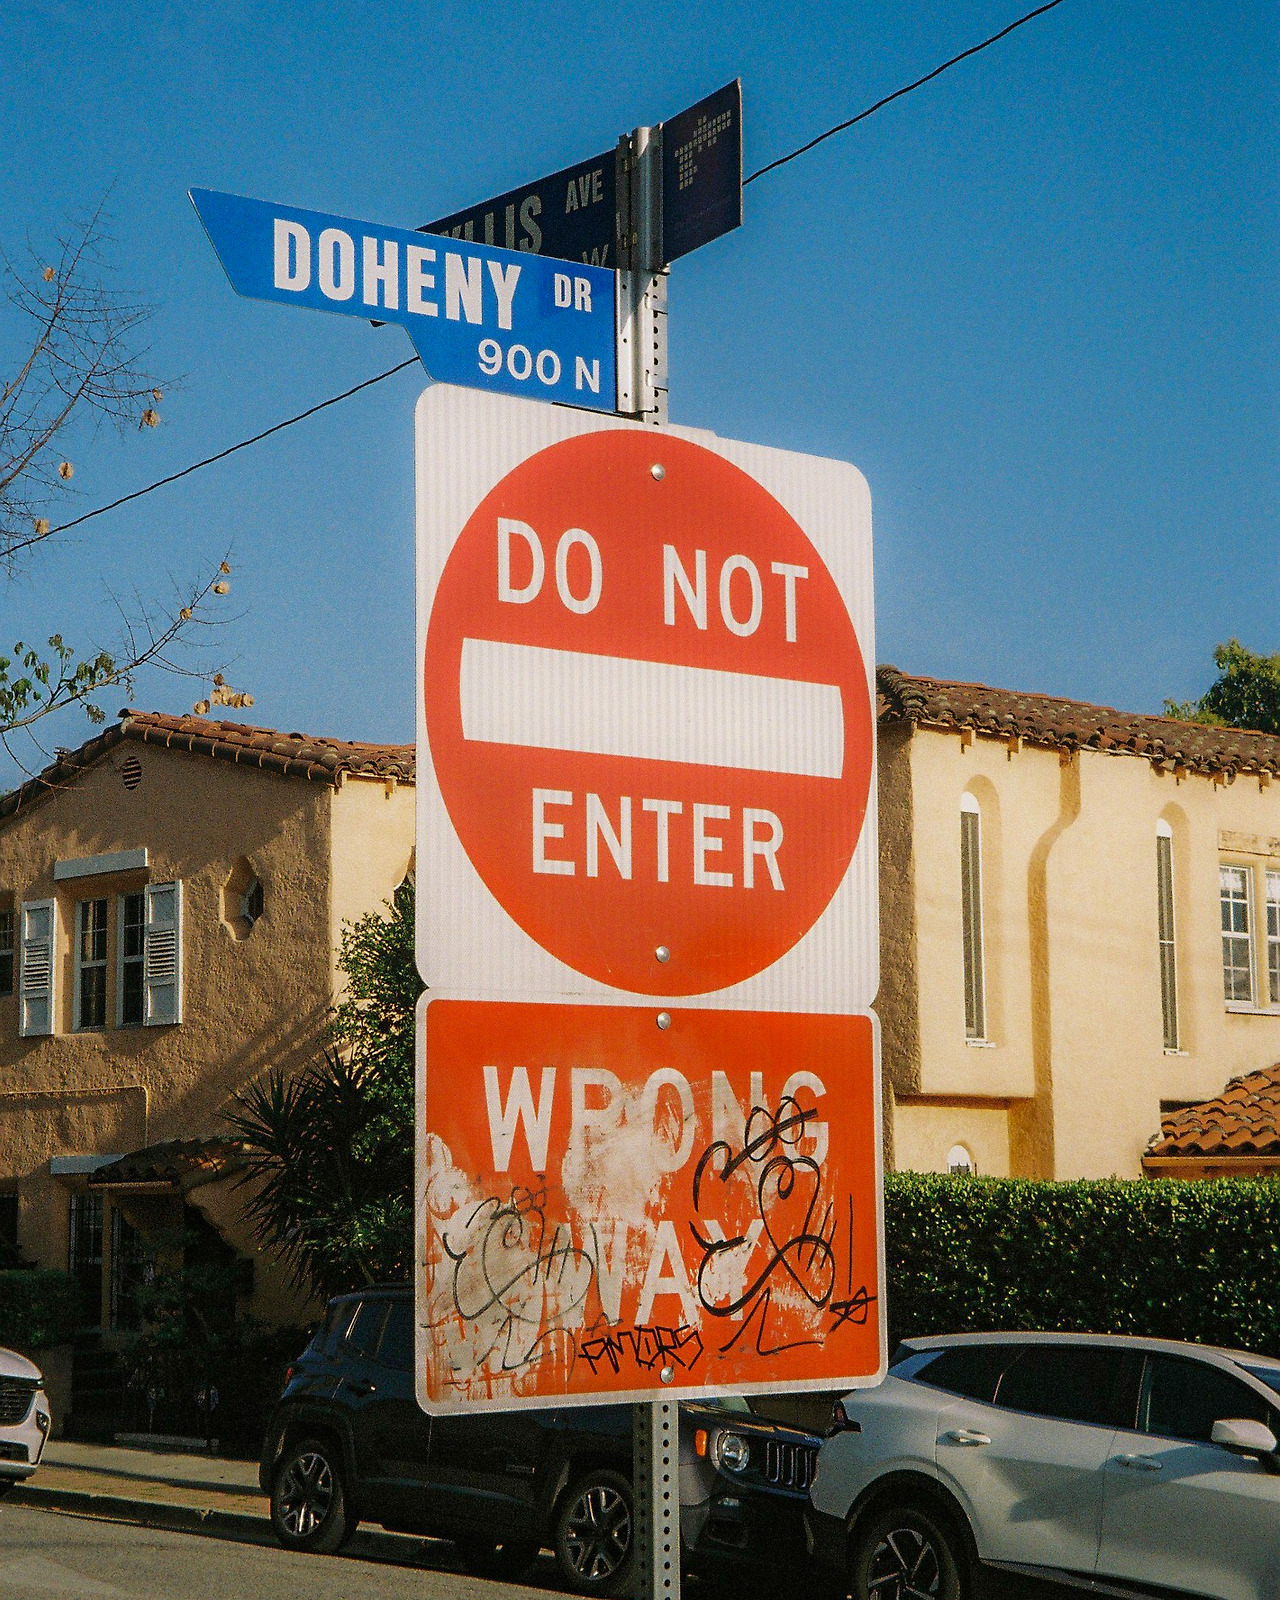 AVE
W
DOHENY DR
900 N
DO NOT
ENTER
WRONG
WAY